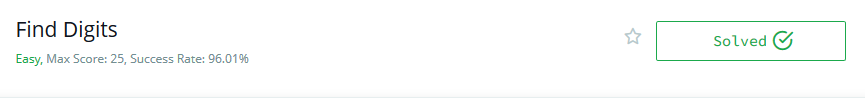 Find Digits
Solved
Easy, Max Score: 25, Success Rate: 96.01%